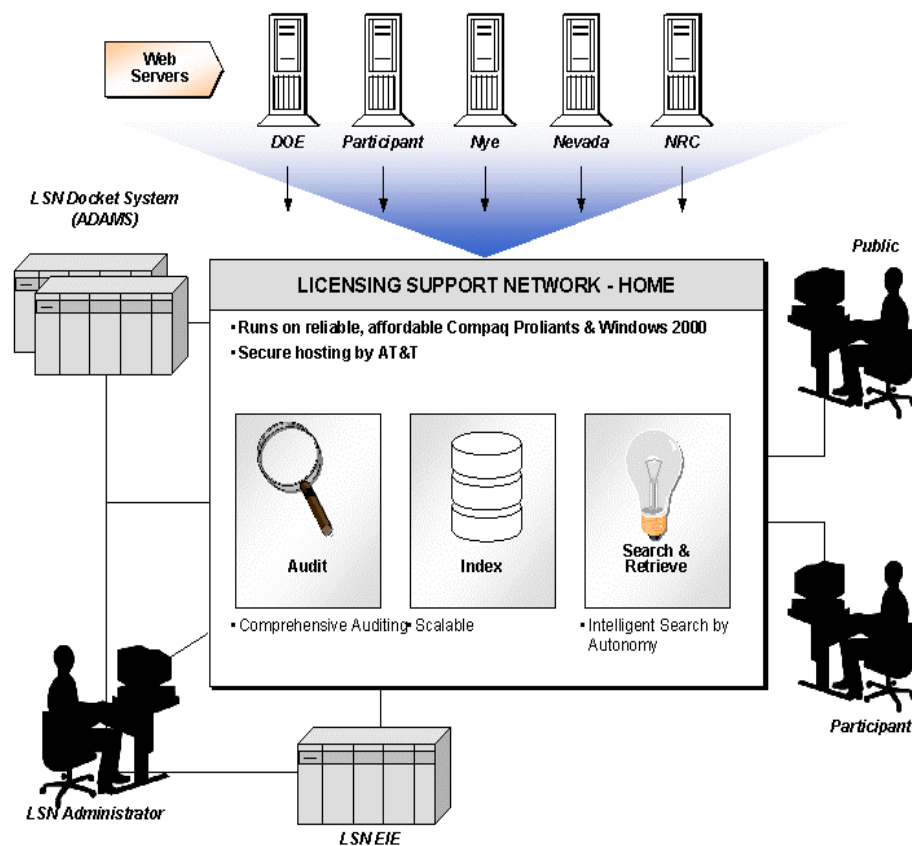 Web
Servers
DOE
Participant
Nye
Nevada
NRC
LSN Docket System
(ADAMS)
Public
LICENSING SUPPORT NETWORK - HOME
▪Runs on reliable, affordable Compaq Proliants & Windows 2000
▪Secure hosting by AT&T
Audit
Index
Search &
Retrieve
▪Comprehensive Auditing
▪Scalable
▪Intelligent Search by
Autonomy
Participant
LSN Administrator
LSN EIE